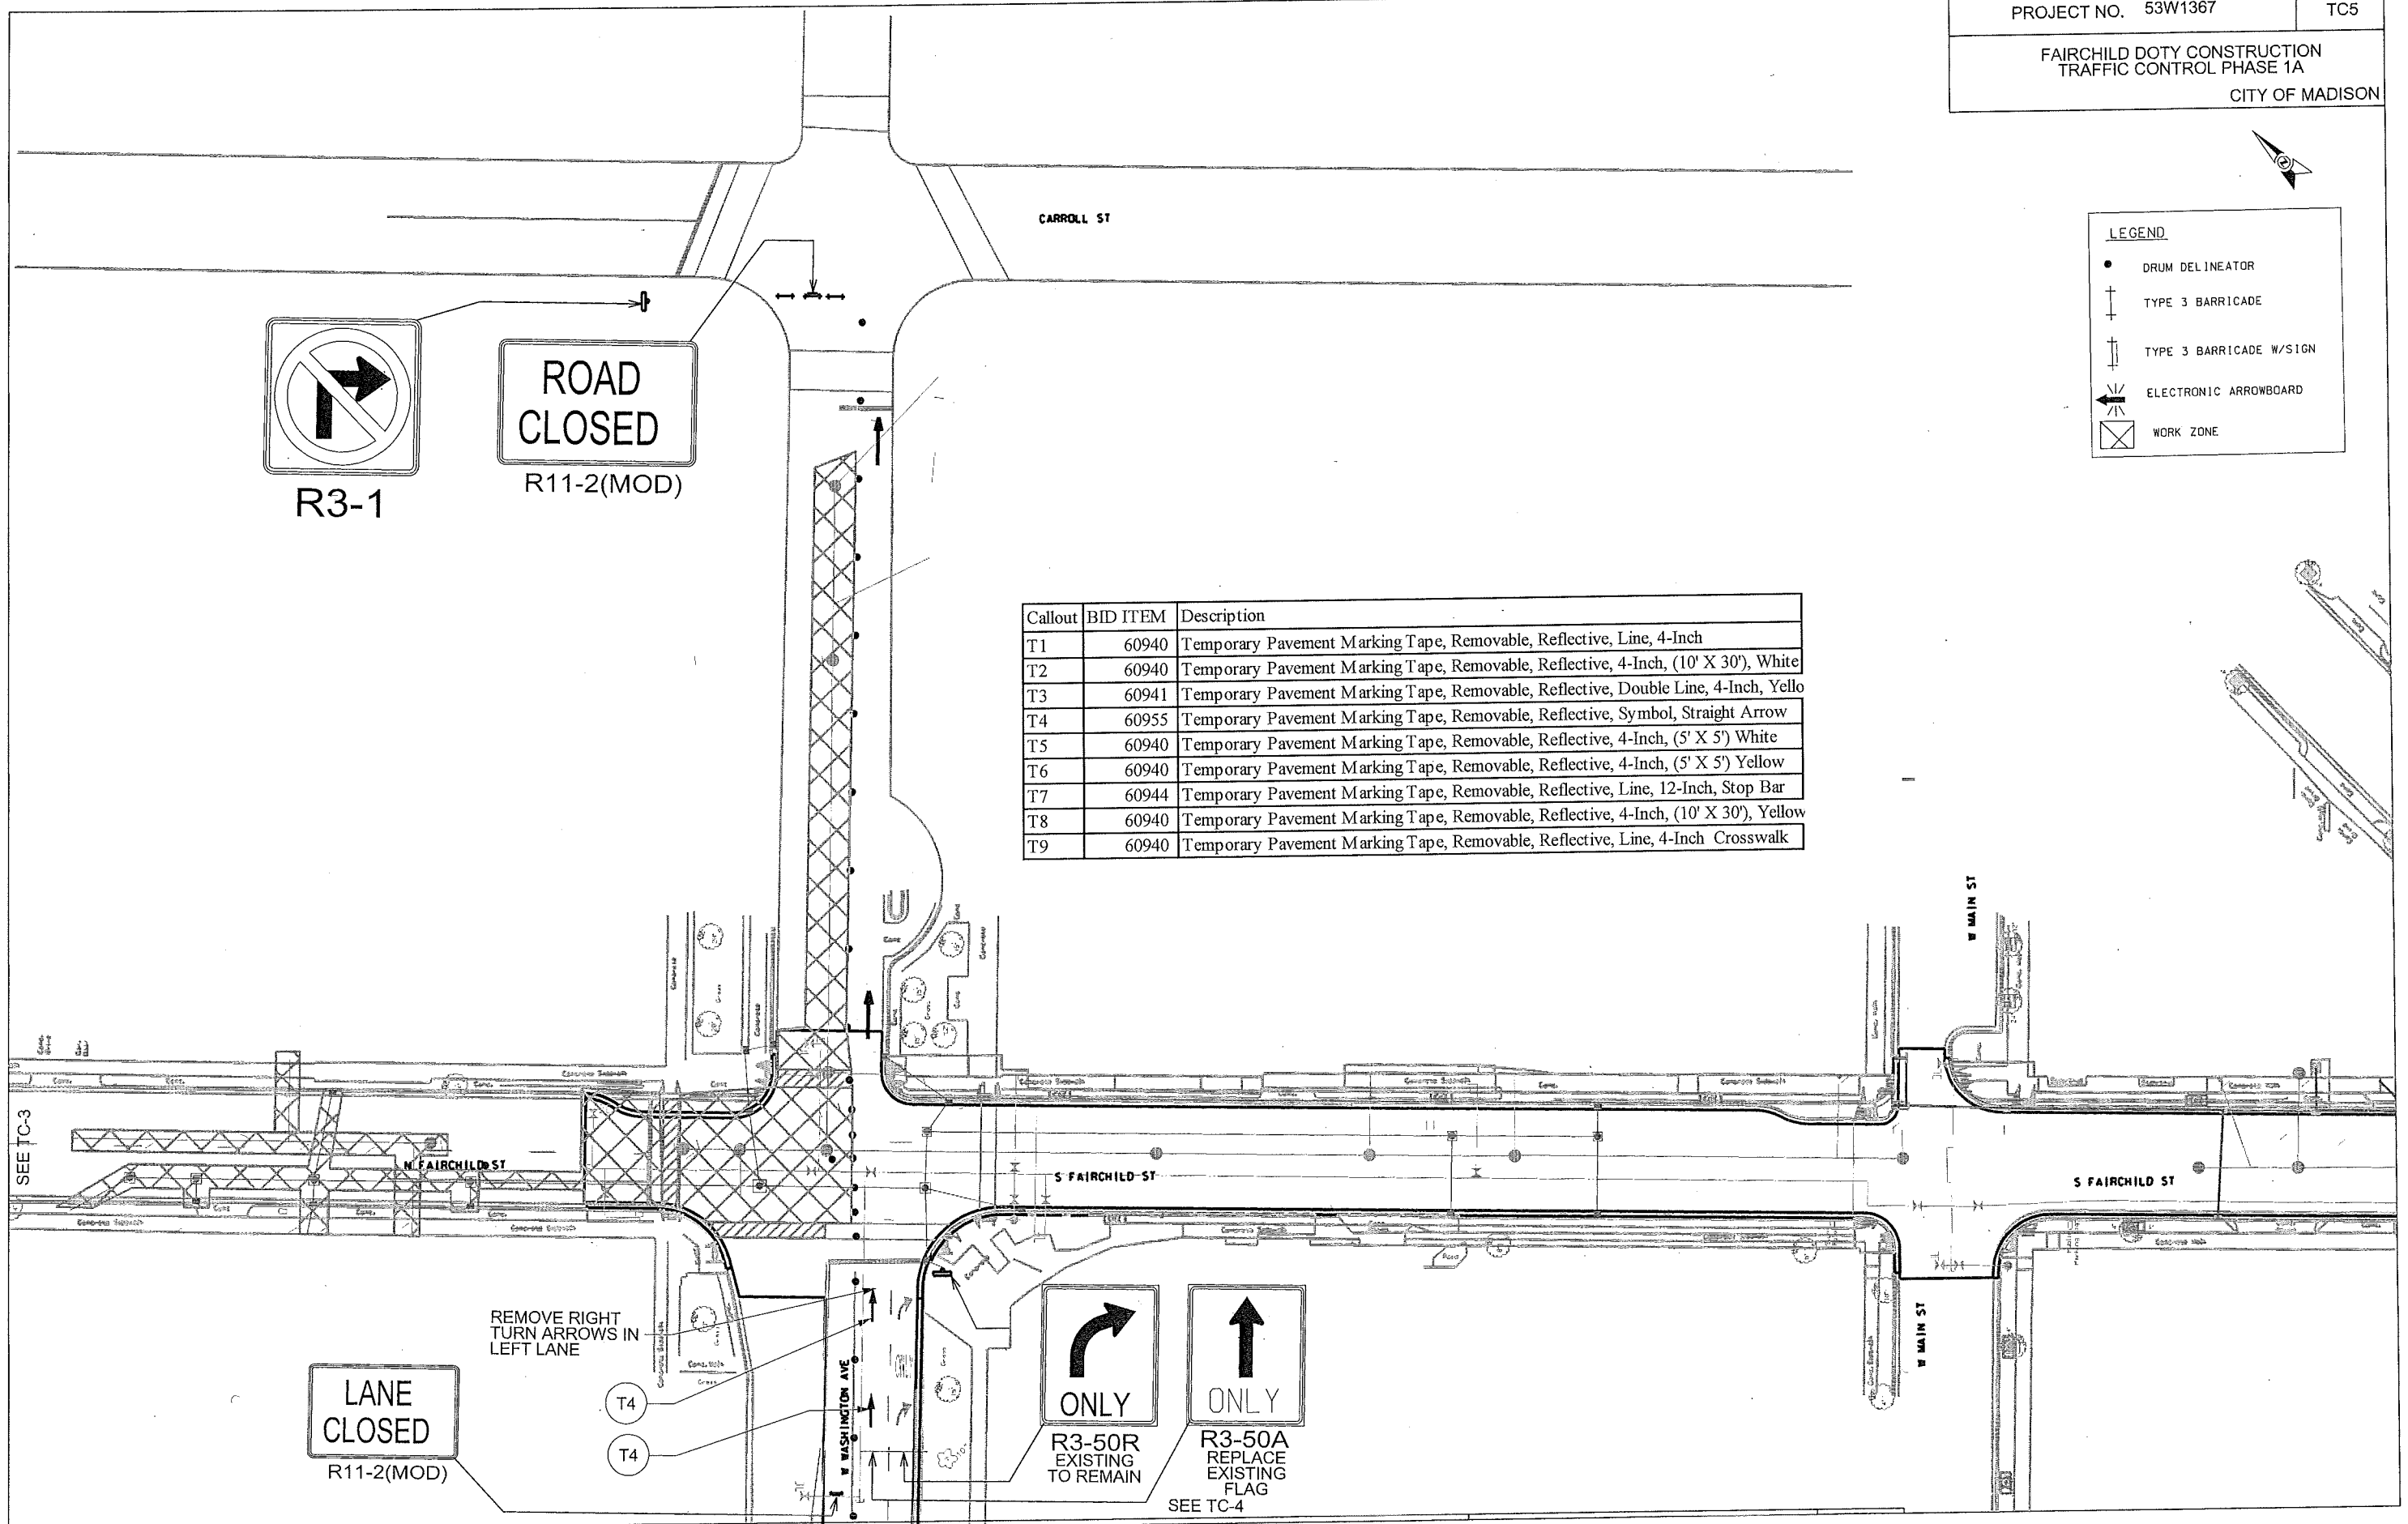 PROJECT NO. 53W1367
TC5
FAIRCHILD DOTY CONSTRUCTION
TRAFFIC CONTROL PHASE 1A
CITY OF MADISON
CARROLL ST
LEGEND
DRUM DELINEATOR
TYPE 3 BARRICADE
TYPE 3 BARRICADE W/SIGN
ELECTRONIC ARROWBOARD
WORK ZONE
R3-1
ROAD
CLOSED
R11-2(MOD)
Callout BID ITEM Description
T1 60940 Temporary Pavement Marking Tape, Removable, Reflective, Line, 4-Inch
T2 60940 Temporary Pavement Marking Tape, Removable, Reflective, 4-Inch, (10' X 30'), White
T3 60941 Temporary Pavement Marking Tape, Removable, Reflective, Double Line, 4-Inch, Yello
T4 60955 Temporary Pavement Marking Tape, Removable, Reflective, Symbol, Straight Arrow
T5 60940 Temporary Pavement Marking Tape, Removable, Reflective, 4-Inch, (5' X 5') White
T6 60940 Temporary Pavement Marking Tape, Removable, Reflective, 4-Inch, (5' X 5') Yellow
T7 60944 Temporary Pavement Marking Tape, Removable, Reflective, Line, 12-Inch, Stop Bar
T8 60940 Temporary Pavement Marking Tape, Removable, Reflective, 4-Inch, (10' X 30'), Yellow
T9 60940 Temporary Pavement Marking Tape, Removable, Reflective, Line, 4-Inch Crosswalk
W MAIN ST
SEE TC-3
N FAIRCHILD ST
S FAIRCHILD ST
S FAIRCHILD ST
REMOVE RIGHT
TURN ARROWS IN
LEFT LANE
LANE
CLOSED
R11-2(MOD)
T4
T4
W WASHINGTON AVE
ONLY
R3-50R
EXISTING
TO REMAIN
ONLY
R3-50A
REPLACE
EXISTING
FLAG
SEE TC-4
W MAIN ST